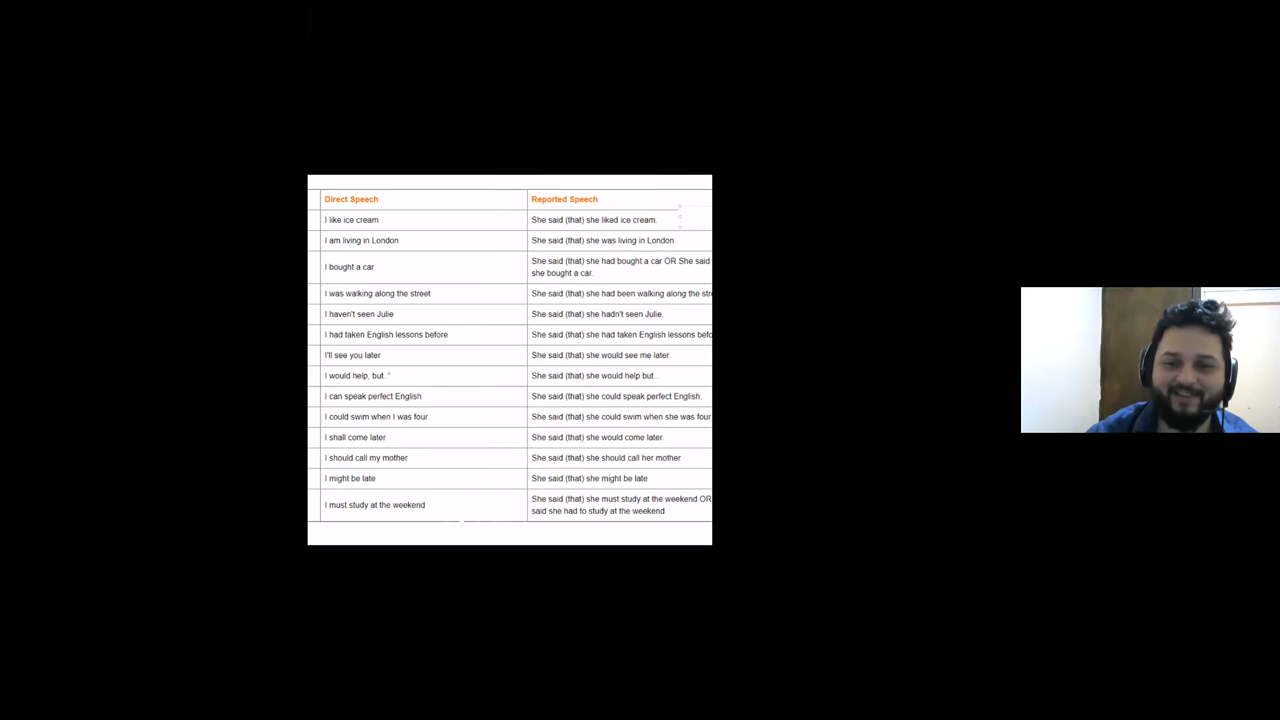 Direct Speech Reported Speech
I like ice cream She said (that) she liked ice cream.
I am living in London She said (that) she was living in London.
I bought a car She said (that) she had bought a car OR She said
she bought a car.
I was walking along the street She said (that) she had been walking along the
I haven't seen Julie She said (that) she hadn't seen Julie.
I had taken English lessons before She said (that) she had taken English lessons
I'll see you later She said (that) she would see me later.
I would help, but.." She said (that) she would help but...
I can speak perfect English She said (that) she could speak perfect English.
I could swim when I was four She said (that) she could swim when she was four.
I shall come later She said (that) she would come later.
I should call my mother She said (that) she should call her mother
I might be late She said (that) she might be late
I must study at the weekend She said (that) she must study at the weekend OR
said she had to study at the weekend